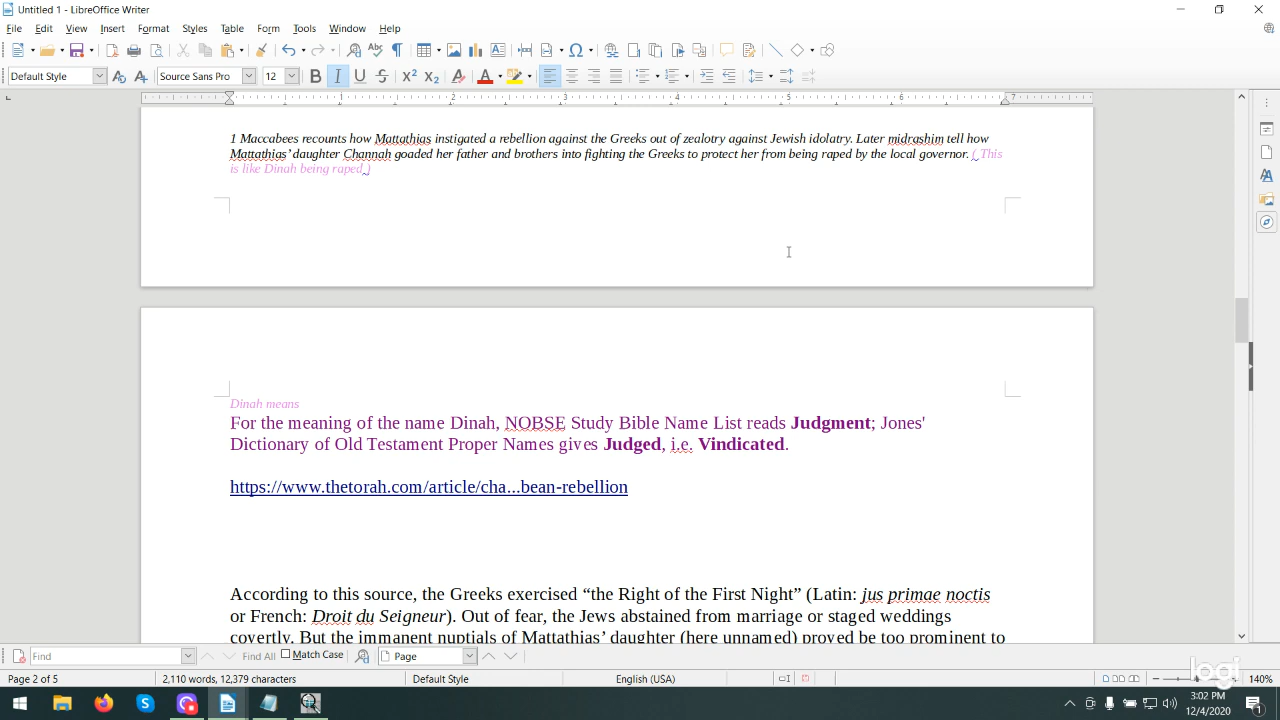 Untitled 1 - LibreOffice Writer
File Edit View Insert Format Styles Table Form Tools Window Help
Default Style Source Sans Pro 12
1 2 3 4 5 6 7
1 Maccabees recounts how Mattathias instigated a rebellion against the Greeks out of zealotry against Jewish idolatry. Later midrashim tell how
Mattathias’ daughter Channah goaded her father and brothers into fighting the Greeks to protect her from being raped by the local governor. ( This
is like Dinah being raped )
Dinah means
For the meaning of the name Dinah, NOBSE Study Bible Name List reads Judgment; Jones'
Dictionary of Old Testament Proper Names gives Judged, i.e. Vindicated.
https://www.thetorah.com/article/cha...bean-rebellion
According to this source, the Greeks exercised “the Right of the First Night” (Latin: jus primae noctis
or French: Droit du Seigneur). Out of fear, the Jews abstained from marriage or staged weddings
covertly. But the immanent nuptials of Mattathias’ daughter (here unnamed) proved be too prominent to
Find Find All Match Case Page
Page 2 of 5 2,110 words, 12,379 characters Default Style English (USA) 140%
logi
3:02 PM
12/4/2020
1